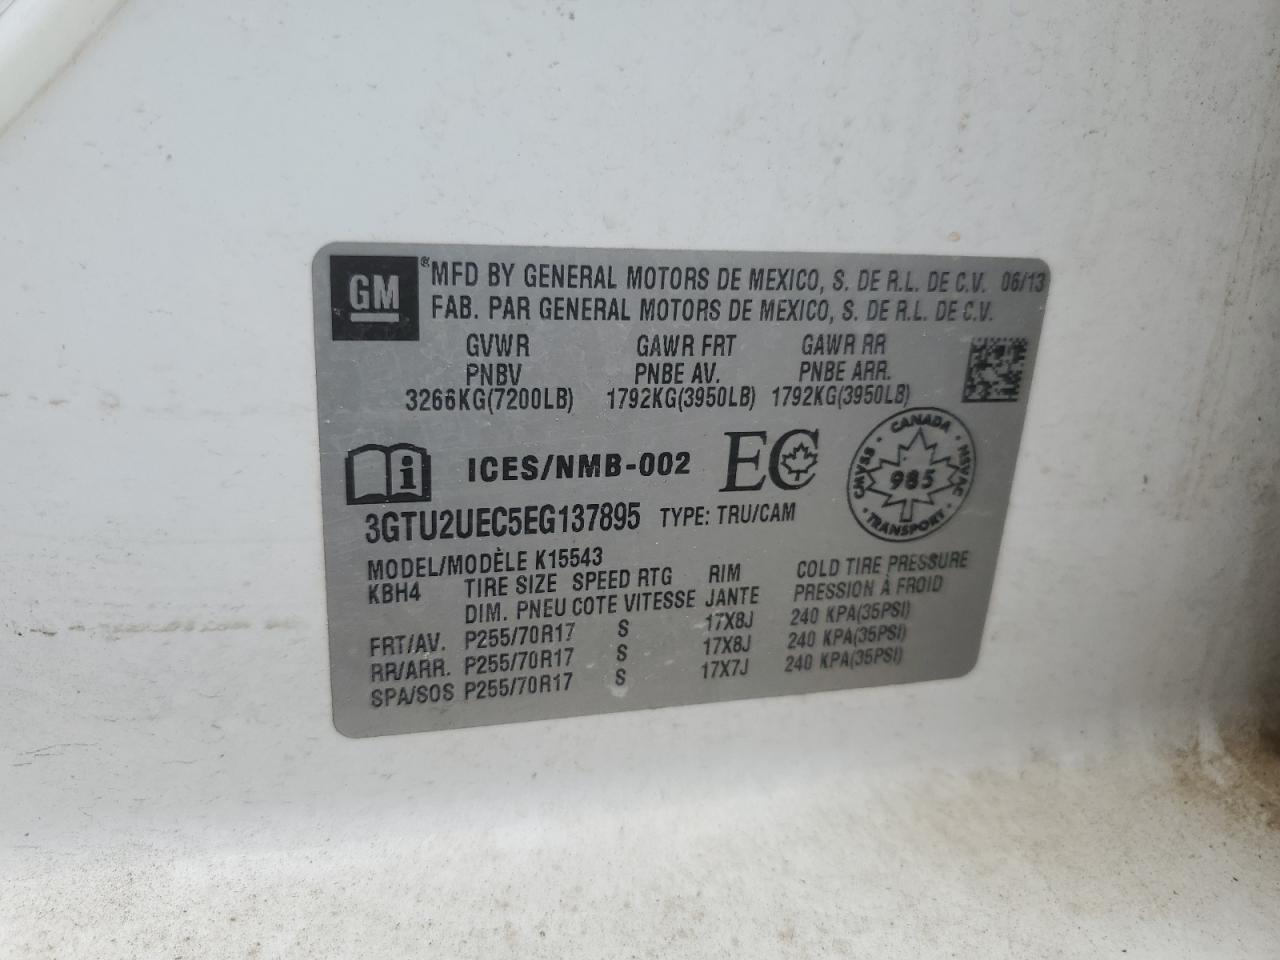 GM
® MFD BY GENERAL MOTORS DE MEXICO, S. DE R.L. DE C.V. 06/13
FAB. PAR GENERAL MOTORS DE MEXICO, S. DE R.L. DE C.V.
GVWR GAWR FRT GAWR RR
PNBV PNBE AV. PNBE ARR.
3266KG(7200LB) 1792KG(3950LB) 1792KG(3950LB)
i ICES/NMB-002 EC
CANADA
CMVSS 985 NSVAC
TRANSPORT
3GTU2UEC5EG137895 TYPE: TRU/CAM
MODEL/MODÈLE K15543
KBH4 TIRE SIZE SPEED RTG RIM COLD TIRE PRESSURE
DIM. PNEU COTE VITESSE JANTE PRESSION À FROID
FRT/AV. P255/70R17 S 17X8J 240 KPA(35PSI)
RR/ARR. P255/70R17 S 17X8J 240 KPA(35PSI)
SPA/SOS P255/70R17 S 17X7J 240 KPA(35PSI)